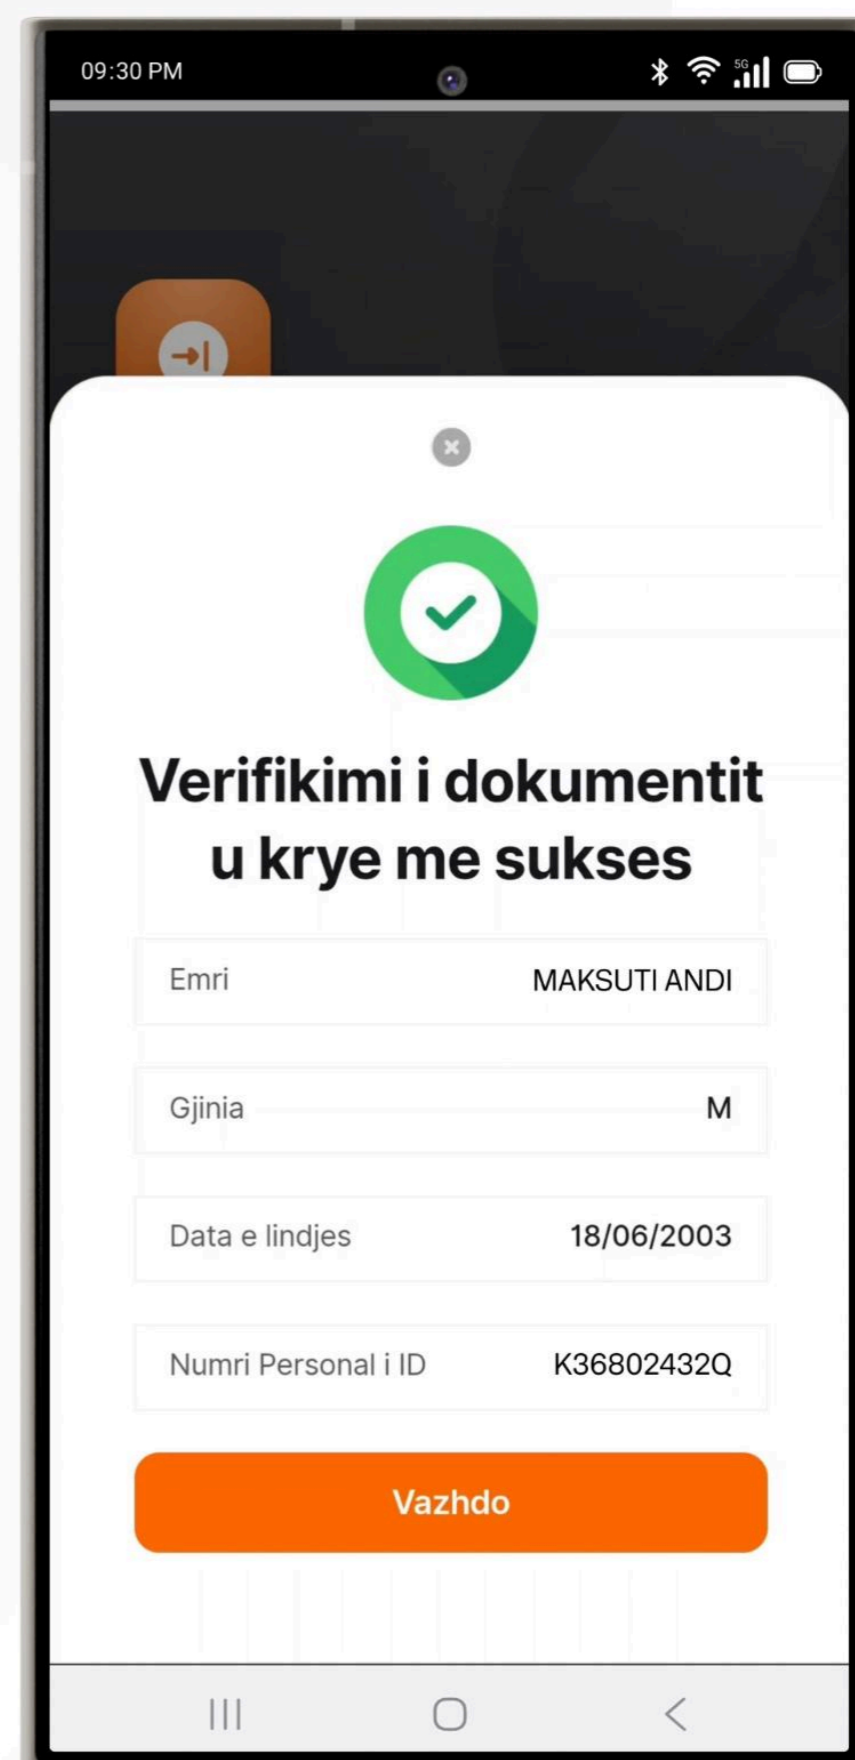 09:30 PM
5G
Verifikimi i dokumentit
u krye me sukses
Emri MAKSUTI ANDI
Gjinia M
Data e lindjes 18/06/2003
Numri Personal i ID K36802432Q
Vazhdo